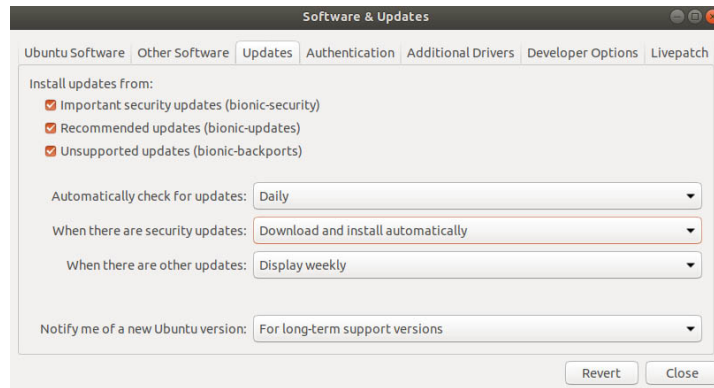 Software & Updates
Ubuntu Software Other Software Updates Authentication Additional Drivers Developer Options Livepatch
Install updates from:
Important security updates (bionic-security)
Recommended updates (bionic-updates)
Unsupported updates (bionic-backports)
Automatically check for updates: Daily
When there are security updates: Download and install automatically
When there are other updates: Display weekly
Notify me of a new Ubuntu version: For long-term support versions
Revert Close